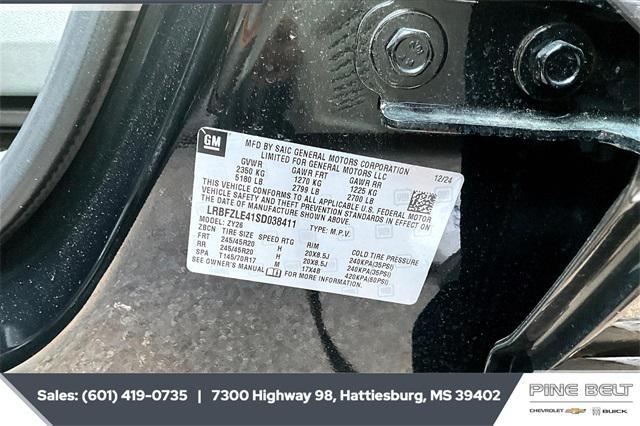 GM
MFD BY SAIC GENERAL MOTORS CORPORATION
LIMITED FOR GENERAL MOTORS LLC
12/24
GVWR GAWR FRT GAWR RR
2350 KG 1270 KG 1225 KG
5180 LB 2799 LB 2700 LB
THIS VEHICLE CONFORMS TO ALL APPLICABLE U.S. FEDERAL MOTOR
VEHICLE SAFETY AND THEFT PREVENTION STANDARDS IN EFFECT ON
THE DATE OF MANUFACTURE SHOWN ABOVE.
LRBFZLE41SD038411 TYPE: M.P.V.
MODEL: ZY26
ZBCN TIRE SIZE SPEED RTG RIM COLD TIRE PRESSURE
FRT 245/45R20 H 20X8.5J 240KPA(35PSI)
RR 245/45R20 H 20X8.5J 240KPA(35PSI)
SPA T145/70R17 M 17X4B 420KPA(60PSI)
SEE OWNER'S MANUAL FOR MORE INFORMATION.
Sales: (601) 419-0735 | 7300 Highway 98, Hattiesburg, MS 39402
PINE BELT
CHEVROLET BUICK